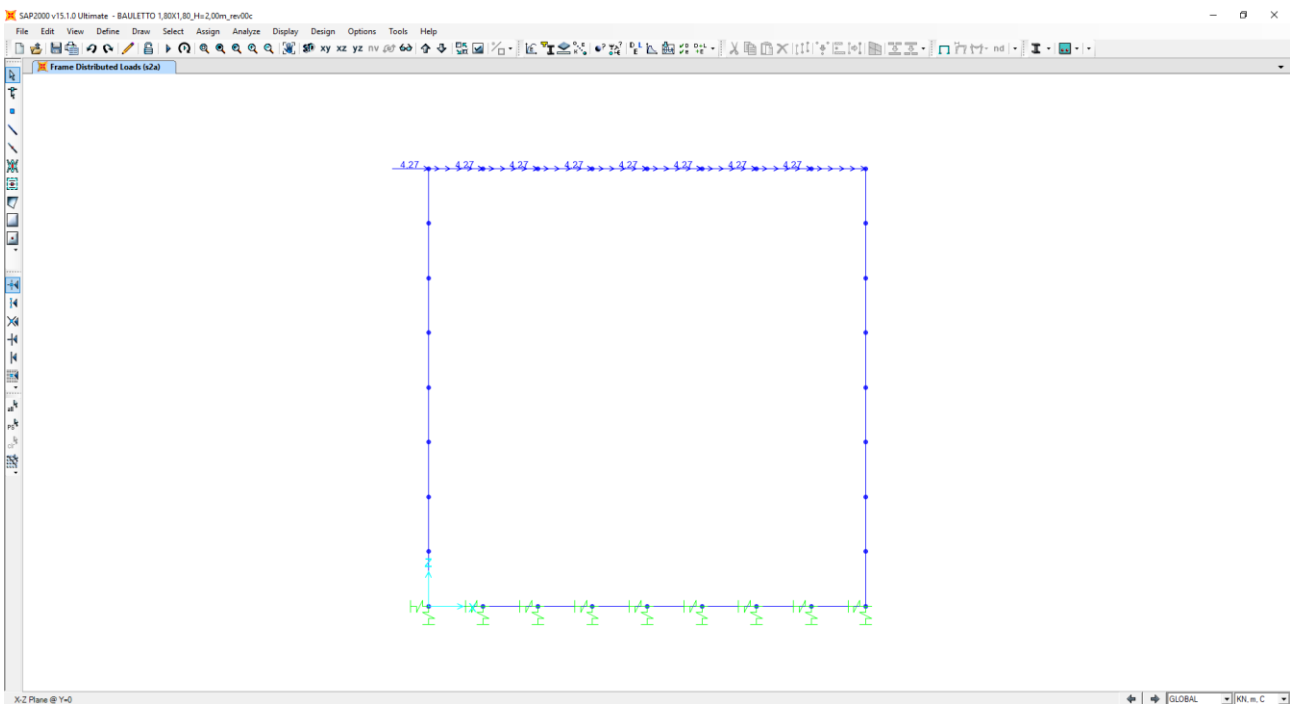 SAP2000 v15.1.0 Ultimate - BAULETTO 1,80X1,80_H=2,00m_rev00c
File Edit View Define Draw Select Assign Analyze Display Design Options Tools Help
xy xz yz nv nd
Frame Distributed Loads (s2a)
4.27 4.27 4.27 4.27 4.27 4.27 4.27 4.27
all
PS
Z
X
X-Z Plane @ Y=0 GLOBAL KN, m, C